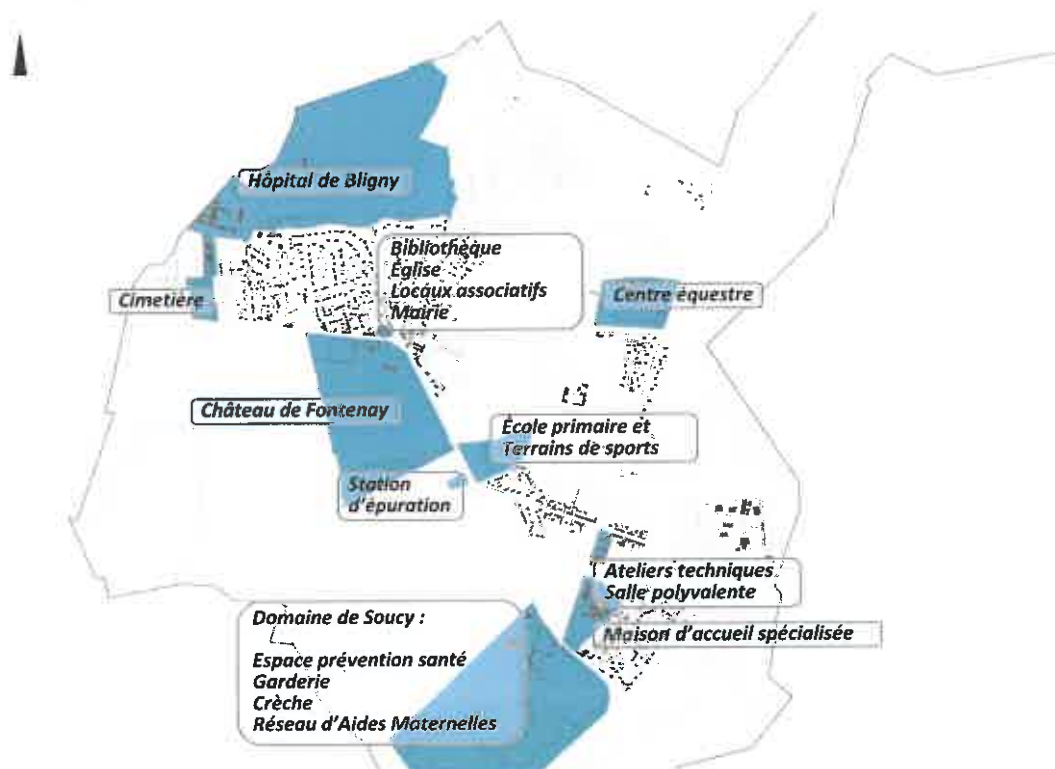 Hôpital de Bligny
Bibliothèque
Église
Locaux associatifs
Mairie
Cimetière
Centre équestre
Château de Fontenay
École primaire et
Terrains de sports
Station
d'épuration
Ateliers techniques
Salle polyvalente
Maison d'accueil spécialisée
Domaine de Soucy :
Espace prévention santé
Garderie
Crèche
Réseau d'Aides Maternelles